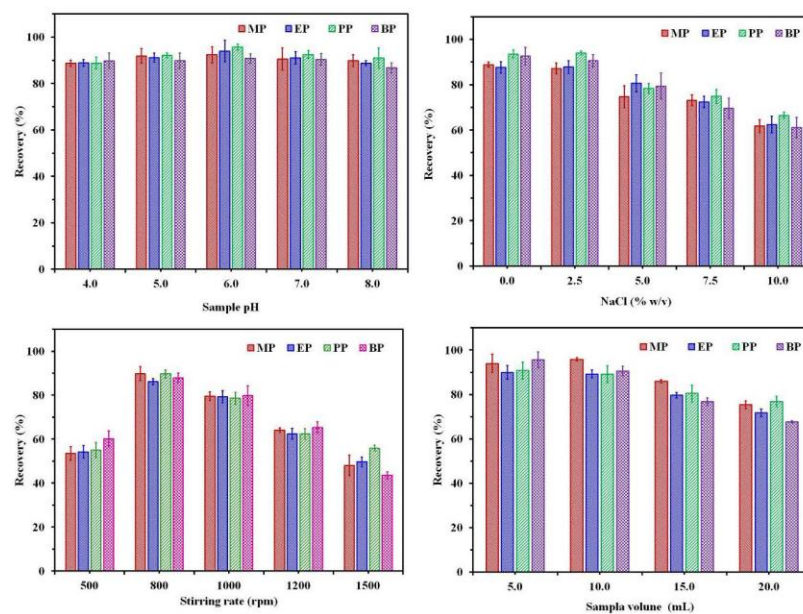 MP EP PP BP
100
80
60
40
20
0
Recovery (%)
4.0 5.0 6.0 7.0 8.0
Sample pH
MP EP PP BP
100
80
60
40
20
0
Recovery (%)
0.0 2.5 5.0 7.5 10.0
NaCl (% w/v)
MP EP PP BP
100
80
60
40
20
0
Recovery (%)
500 800 1000 1200 1500
Stirring rate (rpm)
MP EP PP BP
100
80
60
40
20
0
Recovery (%)
5.0 10.0 15.0 20.0
Sampla volune (mL)